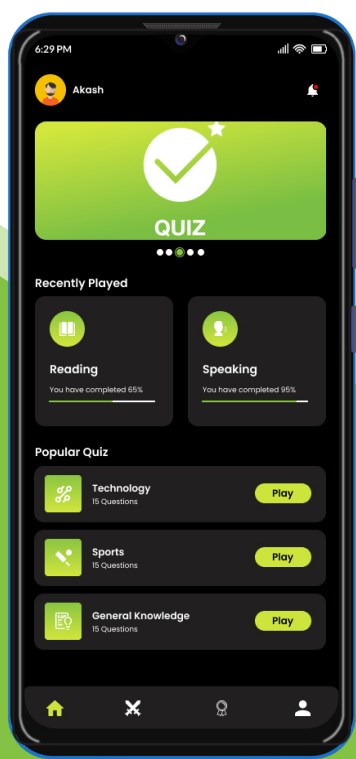 6:29 PM
Akash
QUIZ
Recently Played
Reading
You have completed 65%
Speaking
You have completed 95%
Popular Quiz
Technology
15 Questions
Play
Sports
15 Questions
Play
General Knowledge
15 Questions
Play